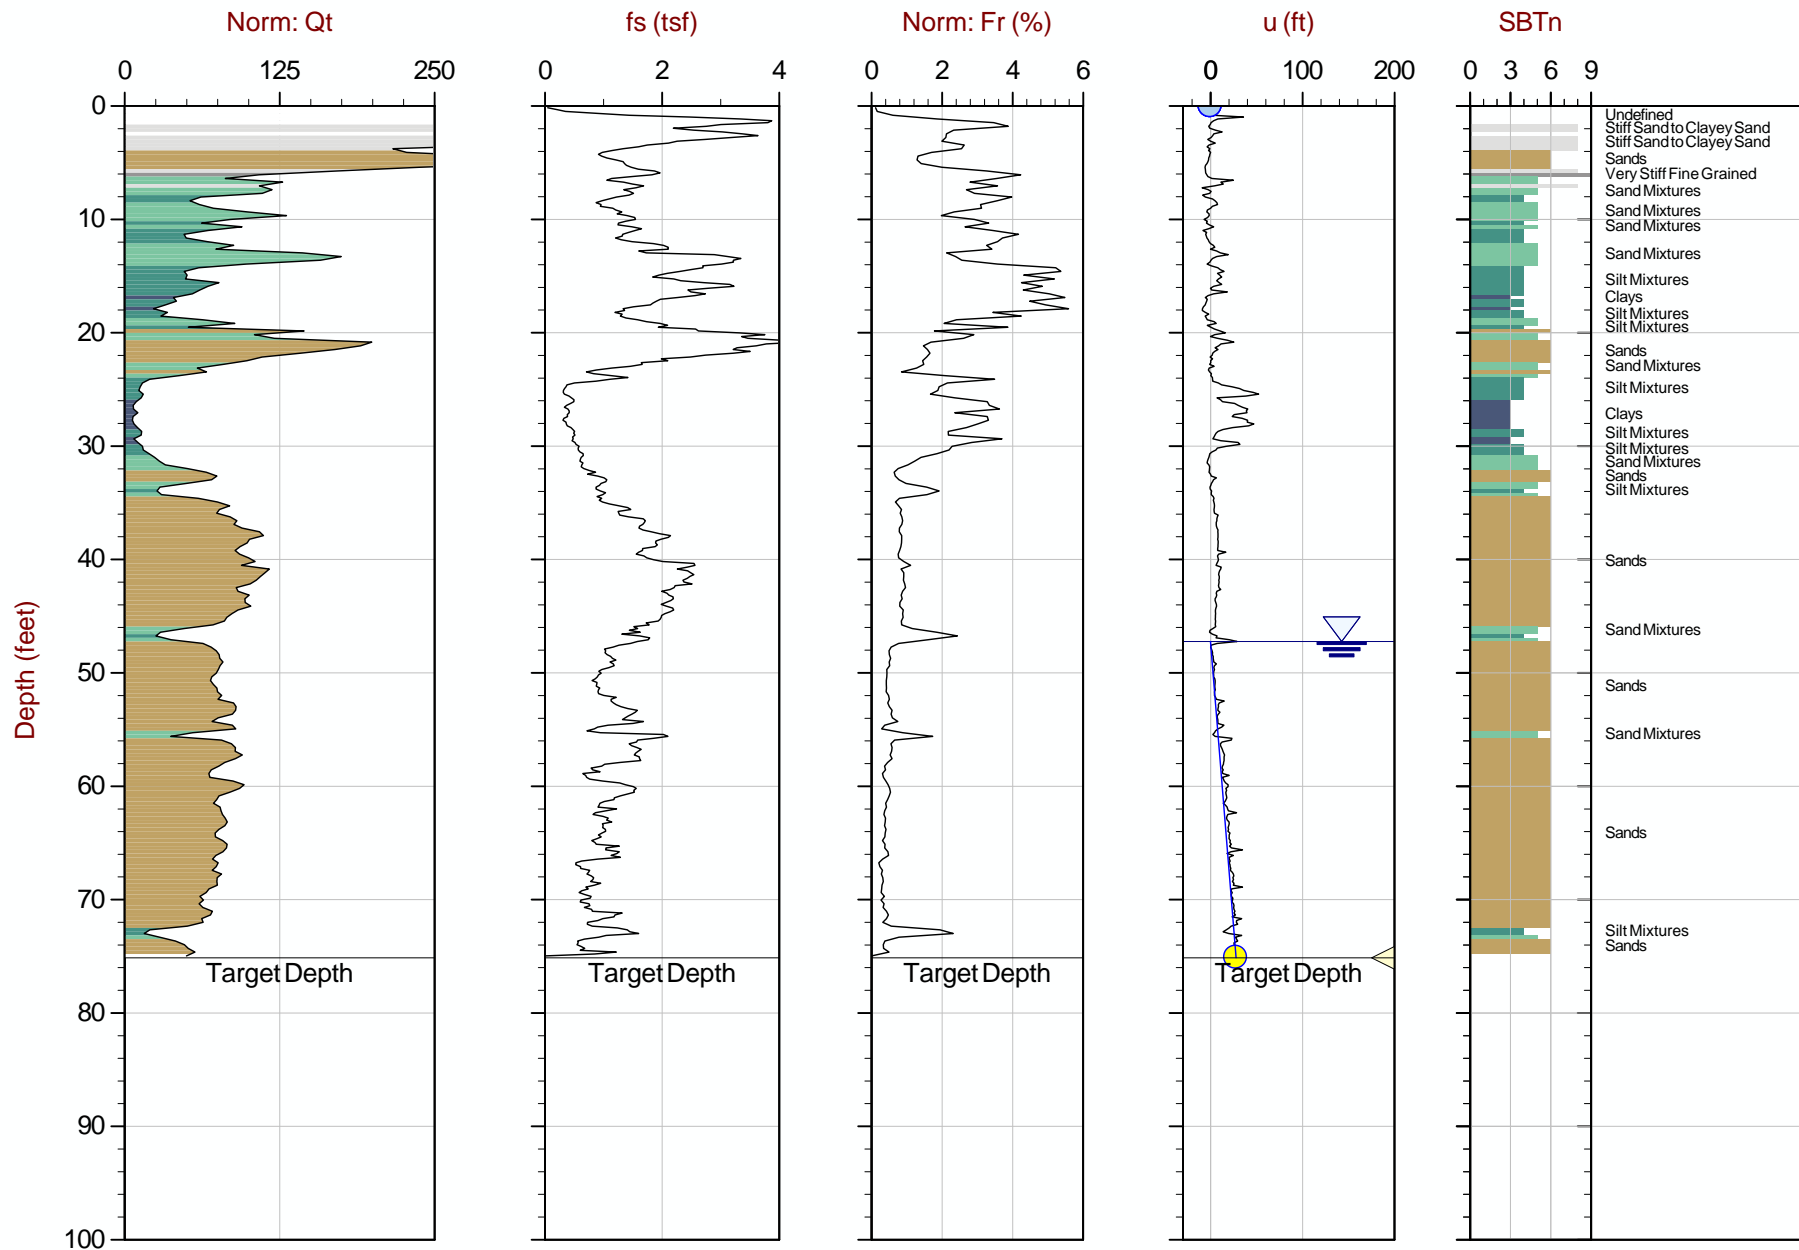 Norm: Qt fs (tsf) Norm: Fr (%) u (ft) SBTn
0 125 250 0 2 4 0 2 4 6 0 100 200 0 3 6 9
0
Undefined
Stiff Sand to Clayey Sand
Stiff Sand to Clayey Sand
Sands
Very Stiff Fine Grained
Sand Mixtures
Sand Mixtures
10
Sand Mixtures
Sand Mixtures
Silt Mixtures
Clays
Silt Mixtures
Silt Mixtures
20
Sands
Sand Mixtures
Silt Mixtures
Clays
Silt Mixtures
30
Silt Mixtures
Sand Mixtures
Sands
Silt Mixtures
40
Sands
Sand Mixtures
50
Sands
Sand Mixtures
60
Sands
70
Silt Mixtures
Sands
Target Depth Target Depth Target Depth Target Depth
80
90
100
Depth (feet)